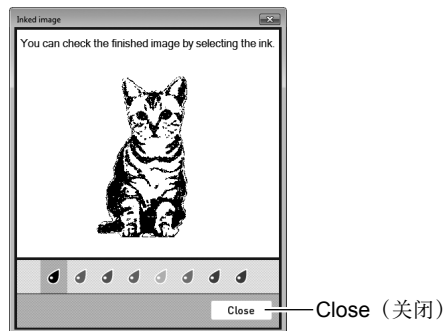 Inked image
You can check the finished image by selecting the ink.
Close Close（关闭）